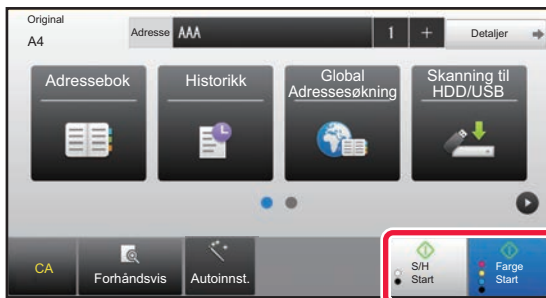 Original
A4
Adresse AAA 1 + Detaljer
Adressebok
Historikk
Global
Adressesøkning
Skanning til
HDD/USB
CA
Forhåndsvis
Autoinnst.
S/H
Start
Farge
Start